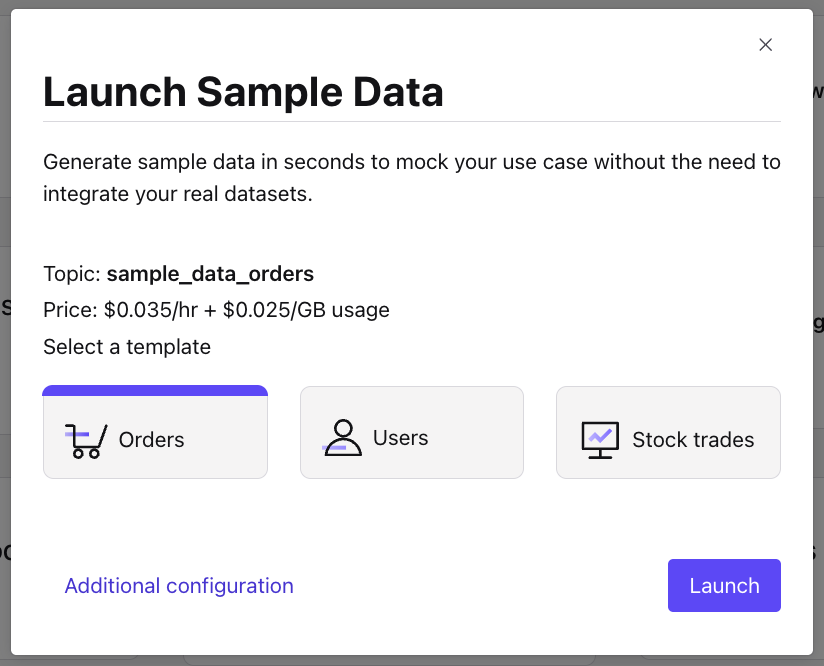 Launch Sample Data
Generate sample data in seconds to mock your use case without the need to
integrate your real datasets.
Topic: sample_data_orders
Price: $0.035/hr + $0.025/GB usage
Select a template
Orders
Users
Stock trades
Additional configuration
Launch